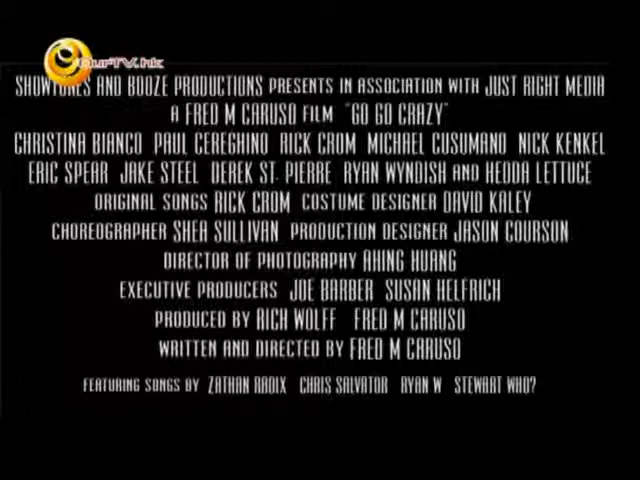 OurTV.hk
SHOWTUNES AND BOOZE PRODUCTIONS PRESENTS IN ASSOCIATION WITH JUST RIGHT MEDIA
A FRED M CARUSO FILM "GO GO CRAZY"
CHRISTINA BIANCO PAUL CEREGHINO RICK CROM MICHAEL CUSUMANO NICK KENKEL
ERIC SPEAR JAKE STEEL DEREK ST. PIERRE RYAN WYNDISH AND HEDDA LETTUCE
ORIGINAL SONGS RICK CROM COSTUME DESIGNER DAVID KALEY
CHOREOGRAPHER SHEA SULLIVAN PRODUCTION DESIGNER JASON COURSON
DIRECTOR OF PHOTOGRAPHY AHING HUANG
EXECUTIVE PRODUCERS JOE BARBER SUSAN HELFRICH
PRODUCED BY RICH WOLFF FRED M CARUSO
WRITTEN AND DIRECTED BY FRED M CARUSO
FEATURING SONGS BY ZATHAN RADIX CHRIS SALVATOR RYAN W STEWART WHO?